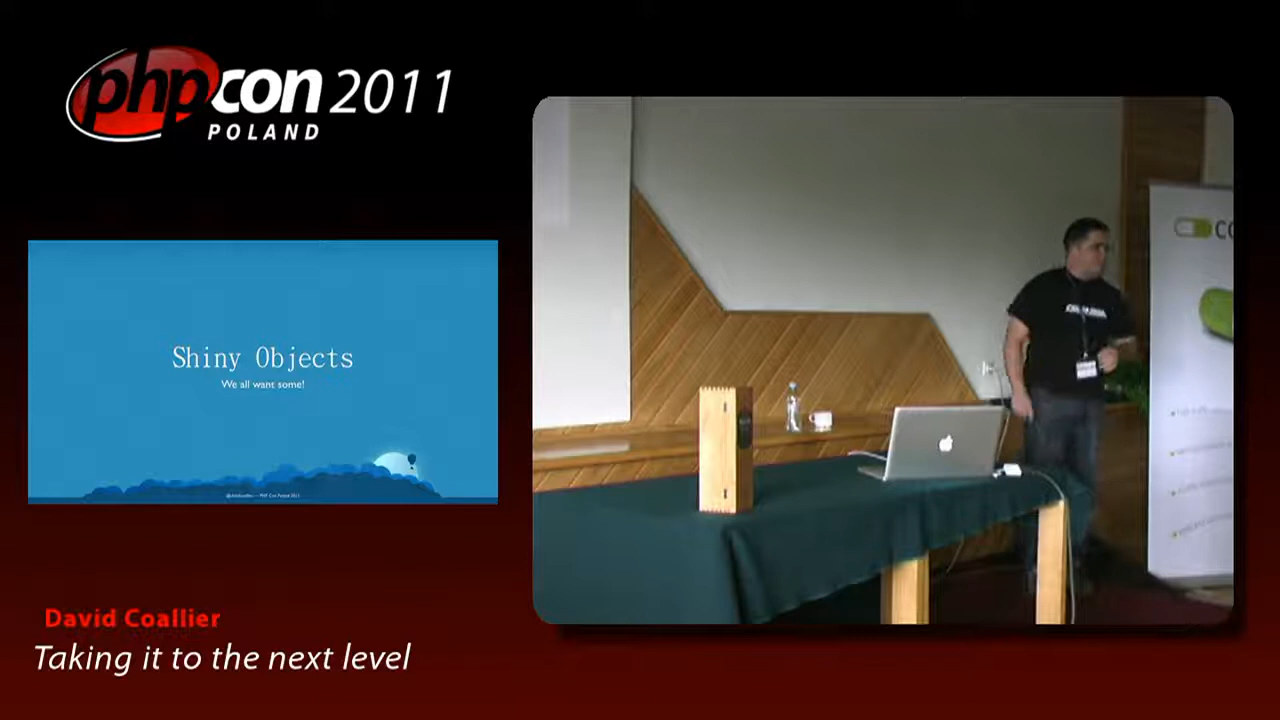 phpcon 2011
POLAND
Shiny Objects
We all want some!
David Coallier
Taking it to the next level